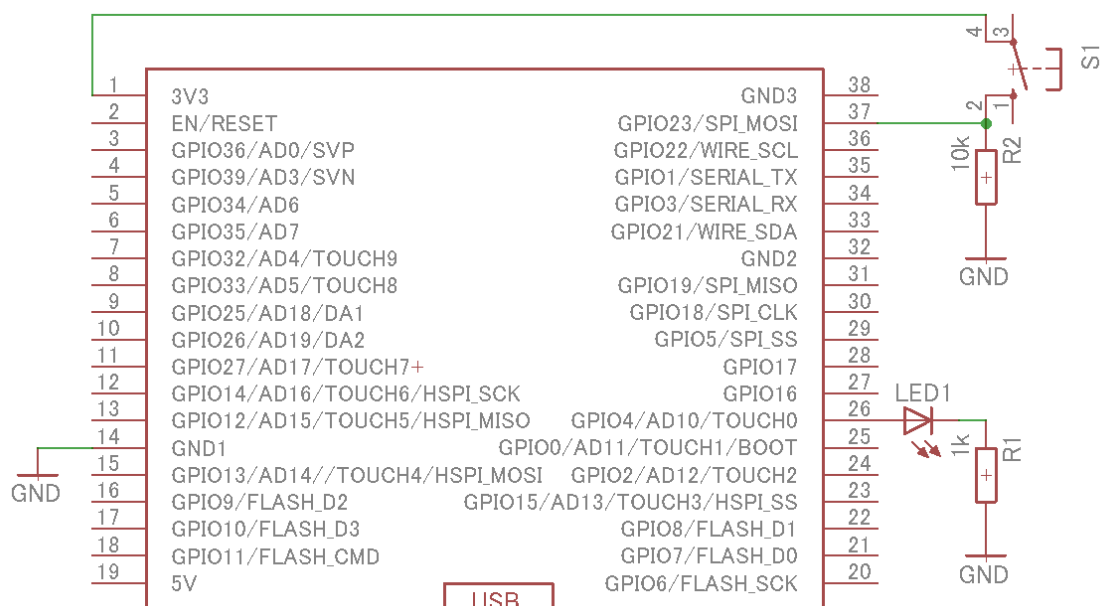 4 3
S1
2 1
1 3V3
2 EN/RESET
3 GPIO36/AD0/SVP
4 GPIO39/AD3/SVN
5 GPIO34/AD6
6 GPIO35/AD7
7 GPIO32/AD4/TOUCH9
8 GPIO33/AD5/TOUCH8
9 GPIO25/AD18/DA1
10 GPIO26/AD19/DA2
11 GPIO27/AD17/TOUCH7
12 GPIO14/AD16/TOUCH6/HSPI_SCK
13 GPIO12/AD15/TOUCH5/HSPI_MISO
14 GND1
15 GPIO13/AD14//TOUCH4/HSPI_MOSI
16 GPIO9/FLASH_D2
17 GPIO10/FLASH_D3
18 GPIO11/FLASH_CMD
19 5V
GND
GND3 38
GPIO23/SPI_MOSI 37
GPIO22/WIRE_SCL 36
GPIO1/SERIAL_TX 35
GPIO3/SERIAL_RX 34
GPIO21/WIRE_SDA 33
GND2 32
GPIO19/SPI_MISO 31
GPIO18/SPI_CLK 30
GPIO5/SPI_SS 29
GPIO17 28
GPIO16 27
GPIO4/AD10/TOUCH0 26
GPIO0/AD11/TOUCH1/BOOT 25
GPIO2/AD12/TOUCH2 24
GPIO15/AD13/TOUCH3/HSPI_SS 23
GPIO8/FLASH_D1 22
GPIO7/FLASH_D0 21
GPIO6/FLASH_SCK 20
10k
R2
GND
LED1
1k
R1
GND
USB